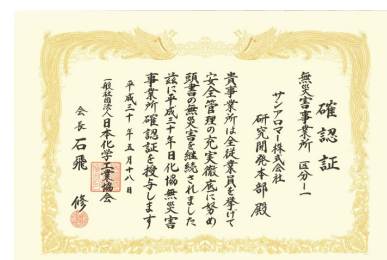 確認証
無災害事業所 区分ー1
サンアロマー株式会社
研究開発本部 殿
貴事業所は全従業員を挙げて
安全管理の充実徹底に努め
頭書の無災害を継続されました
茲に平成三十年日化協無災害
事業所確認証を授与します
平成三十年五月十八日
一般社団法人日本化学工業協会
会長 石飛 修